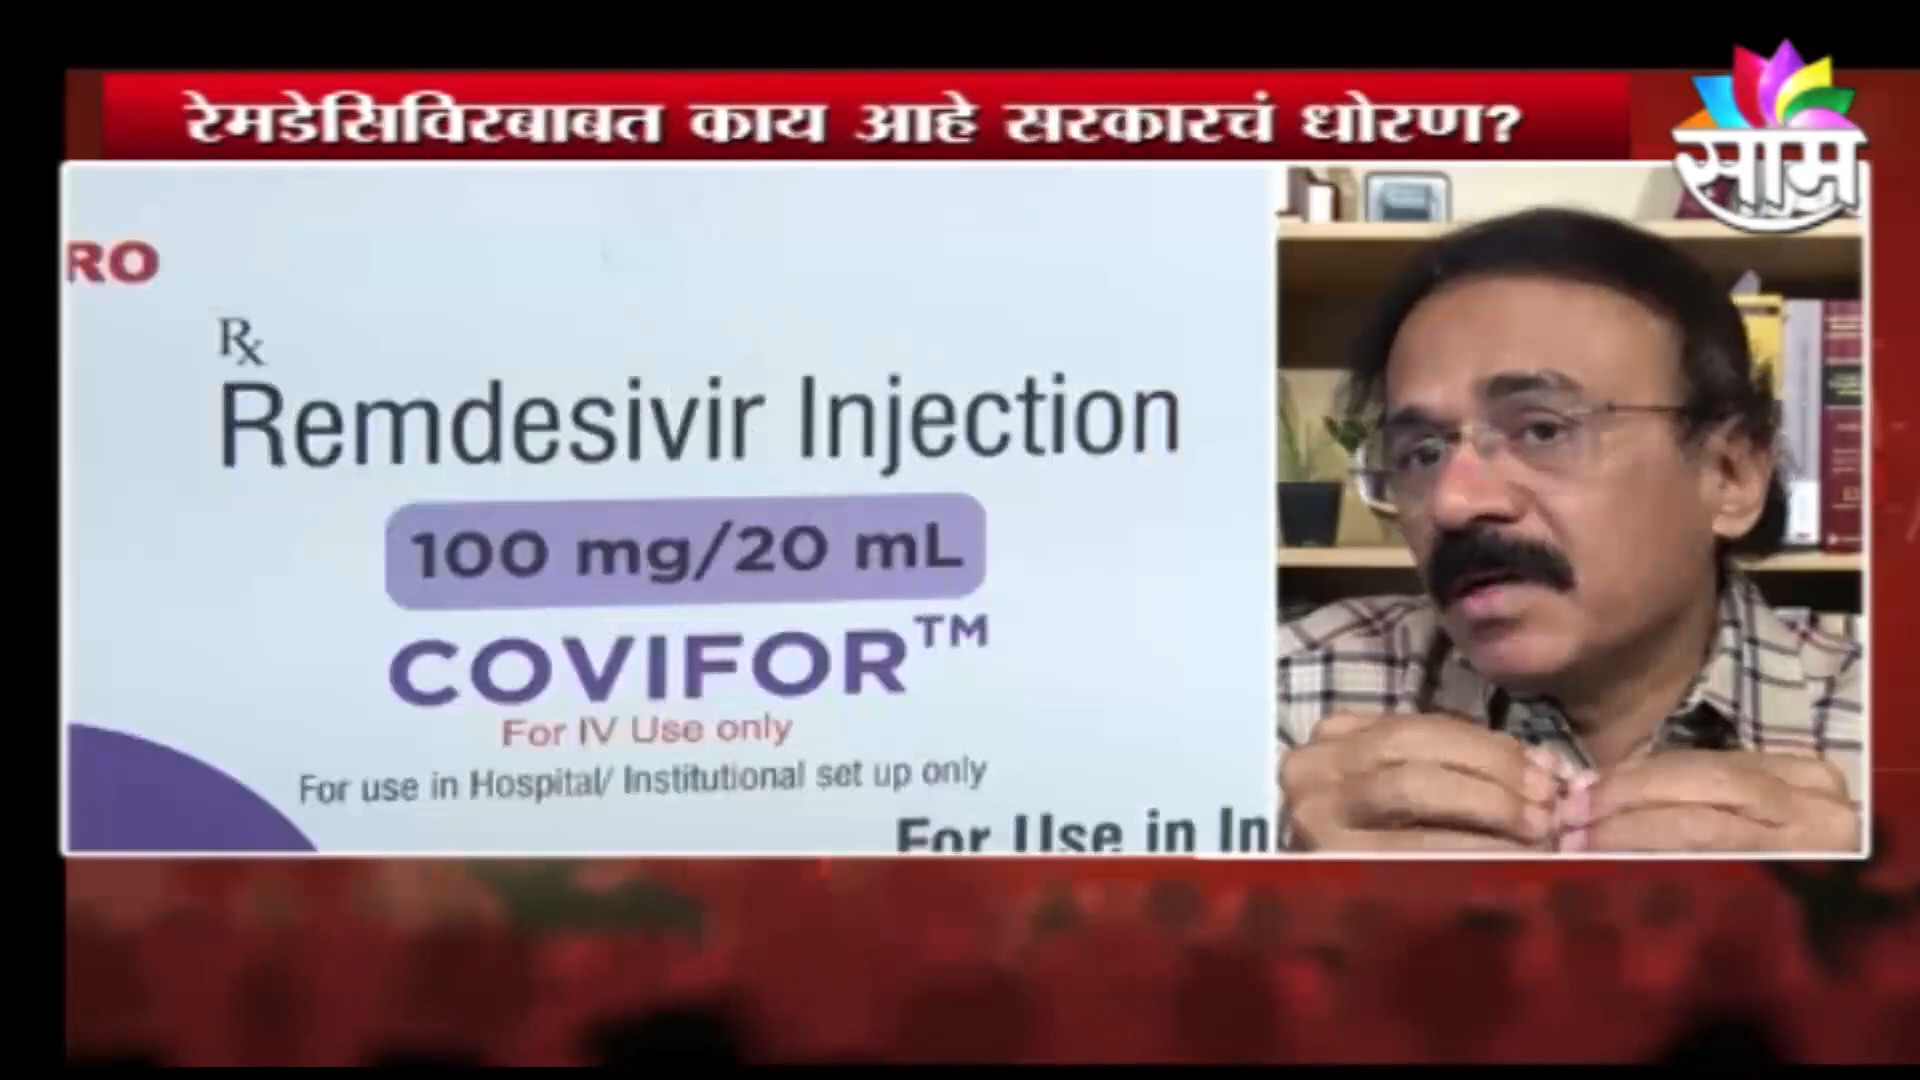 रेमडेसिविरबाबत काय आहे सरकारचं धोरण?
साम
RO
Rx
Remdesivir Injection
100 mg/20 mL
COVIFOR™
For IV Use only
For use in Hospital/ Institutional set up only
For Use in In